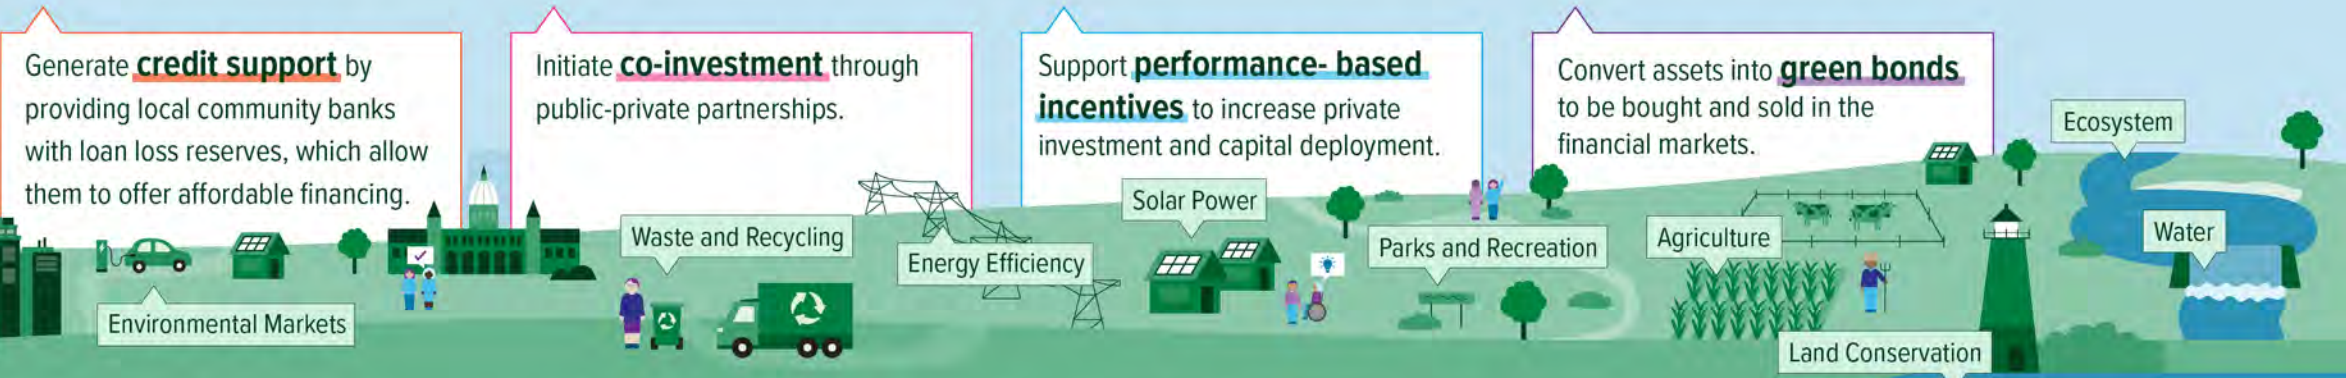 Generate credit support by
providing local community banks
with loan loss reserves, which allow
them to offer affordable financing.
Initiate co-investment through
public-private partnerships.
Support performance- based
incentives to increase private
investment and capital deployment.
Convert assets into green bonds
to be bought and sold in the
financial markets.
Ecosystem
Solar Power
Waste and Recycling
Energy Efficiency
Parks and Recreation
Agriculture
Water
Environmental Markets
Land Conservation